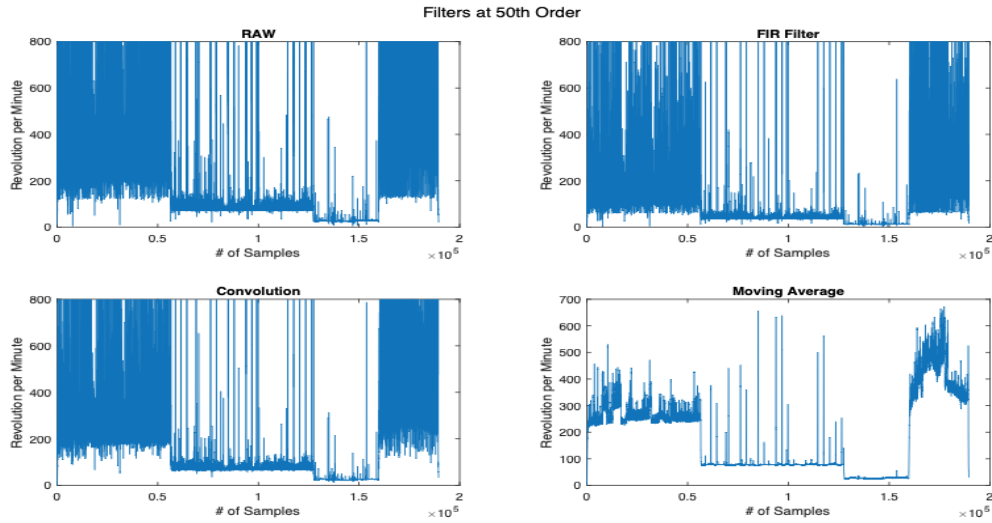 Filters at 50th Order
RAW
Revolution per Minute
800
600
400
200
0
0 0.5 1 1.5 2
# of Samples
×10^5
FIR Filter
Revolution per Minute
800
600
400
200
0
0 0.5 1 1.5 2
# of Samples
×10^5
Convolution
Revolution per Minute
800
600
400
200
0
0 0.5 1 1.5 2
# of Samples
×10^5
Moving Average
Revolution per Minute
700
600
500
400
300
200
100
0
0 0.5 1 1.5 2
# of Samples
×10^5